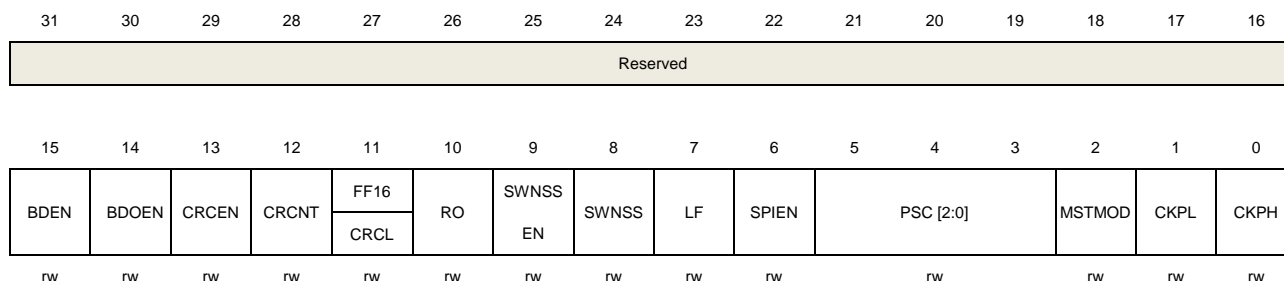 31 30 29 28 27 26 25 24 23 22 21 20 19 18 17 16
Reserved
15 14 13 12 11 10 9 8 7 6 5 4 3 2 1 0
BDEN BDOEN CRCEN CRCNT FF16 RO SWNSS SWNSS LF SPIEN PSC [2:0] MSTMOD CKPL CKPH
CRCL EN
rw rw rw rw rw rw rw rw rw rw rw rw rw rw